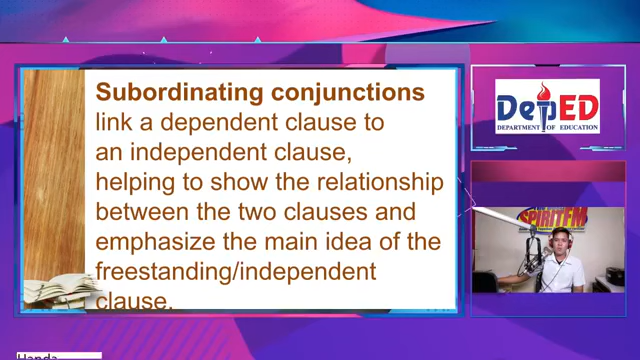 Subordinating conjunctions
link a dependent clause to
an independent clause,
helping to show the relationship
between the two clauses and
emphasize the main idea of the
freestanding/independent
clause.
DepED
DEPARTMENT OF EDUCATION
SPIRIT FM